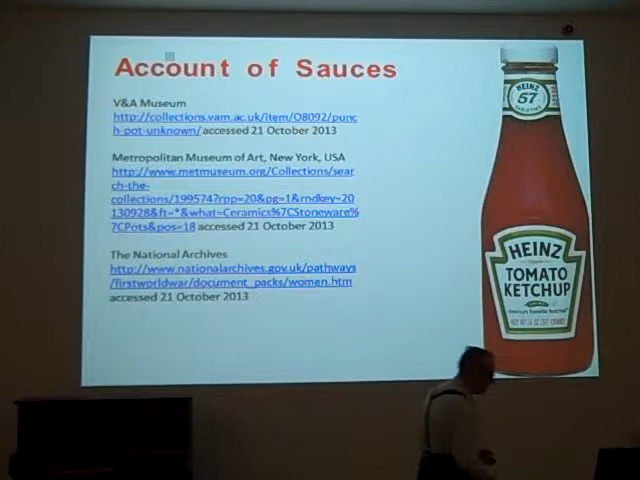 Account of Sauces
V&A Museum
http://collections.vam.ac.uk/item/O8092/punc
h-pot-unknown/ accessed 21 October 2013
Metropolitan Museum of Art, New York, USA
http://www.metmuseum.org/Collections/sear
ch-the-
collections/199574?rpp=20&pg=1&rndkey=20
130928&ft=*&what=Ceramics%7CStoneware%
7CPots&pos=18 accessed 21 October 2013
The National Archives
http://www.nationalarchives.gov.uk/pathways
/firstworldwar/document_packs/women.htm
accessed 21 October 2013
HEINZ
57
VARIETIES
HEINZ
TOMATO
KETCHUP